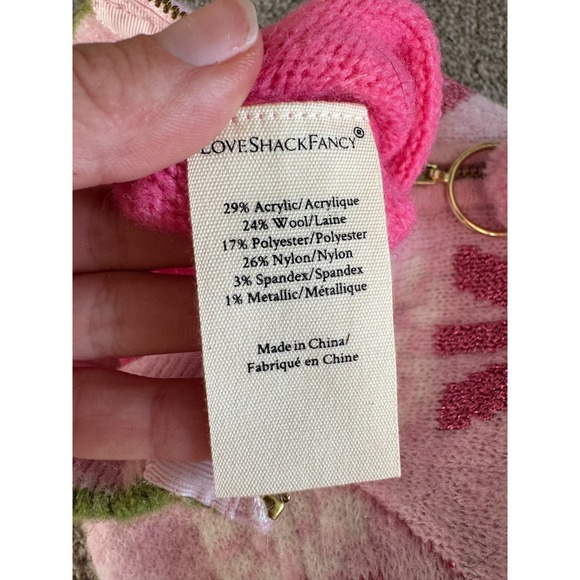 LOVESHACKFANCY®
29% Acrylic/Acrylique
24% Wool/Laine
17% Polyester/Polyester
26% Nylon/Nylon
3% Spandex/Spandex
1% Metallic/Métallique
Made in China/
Fabriqué en Chine